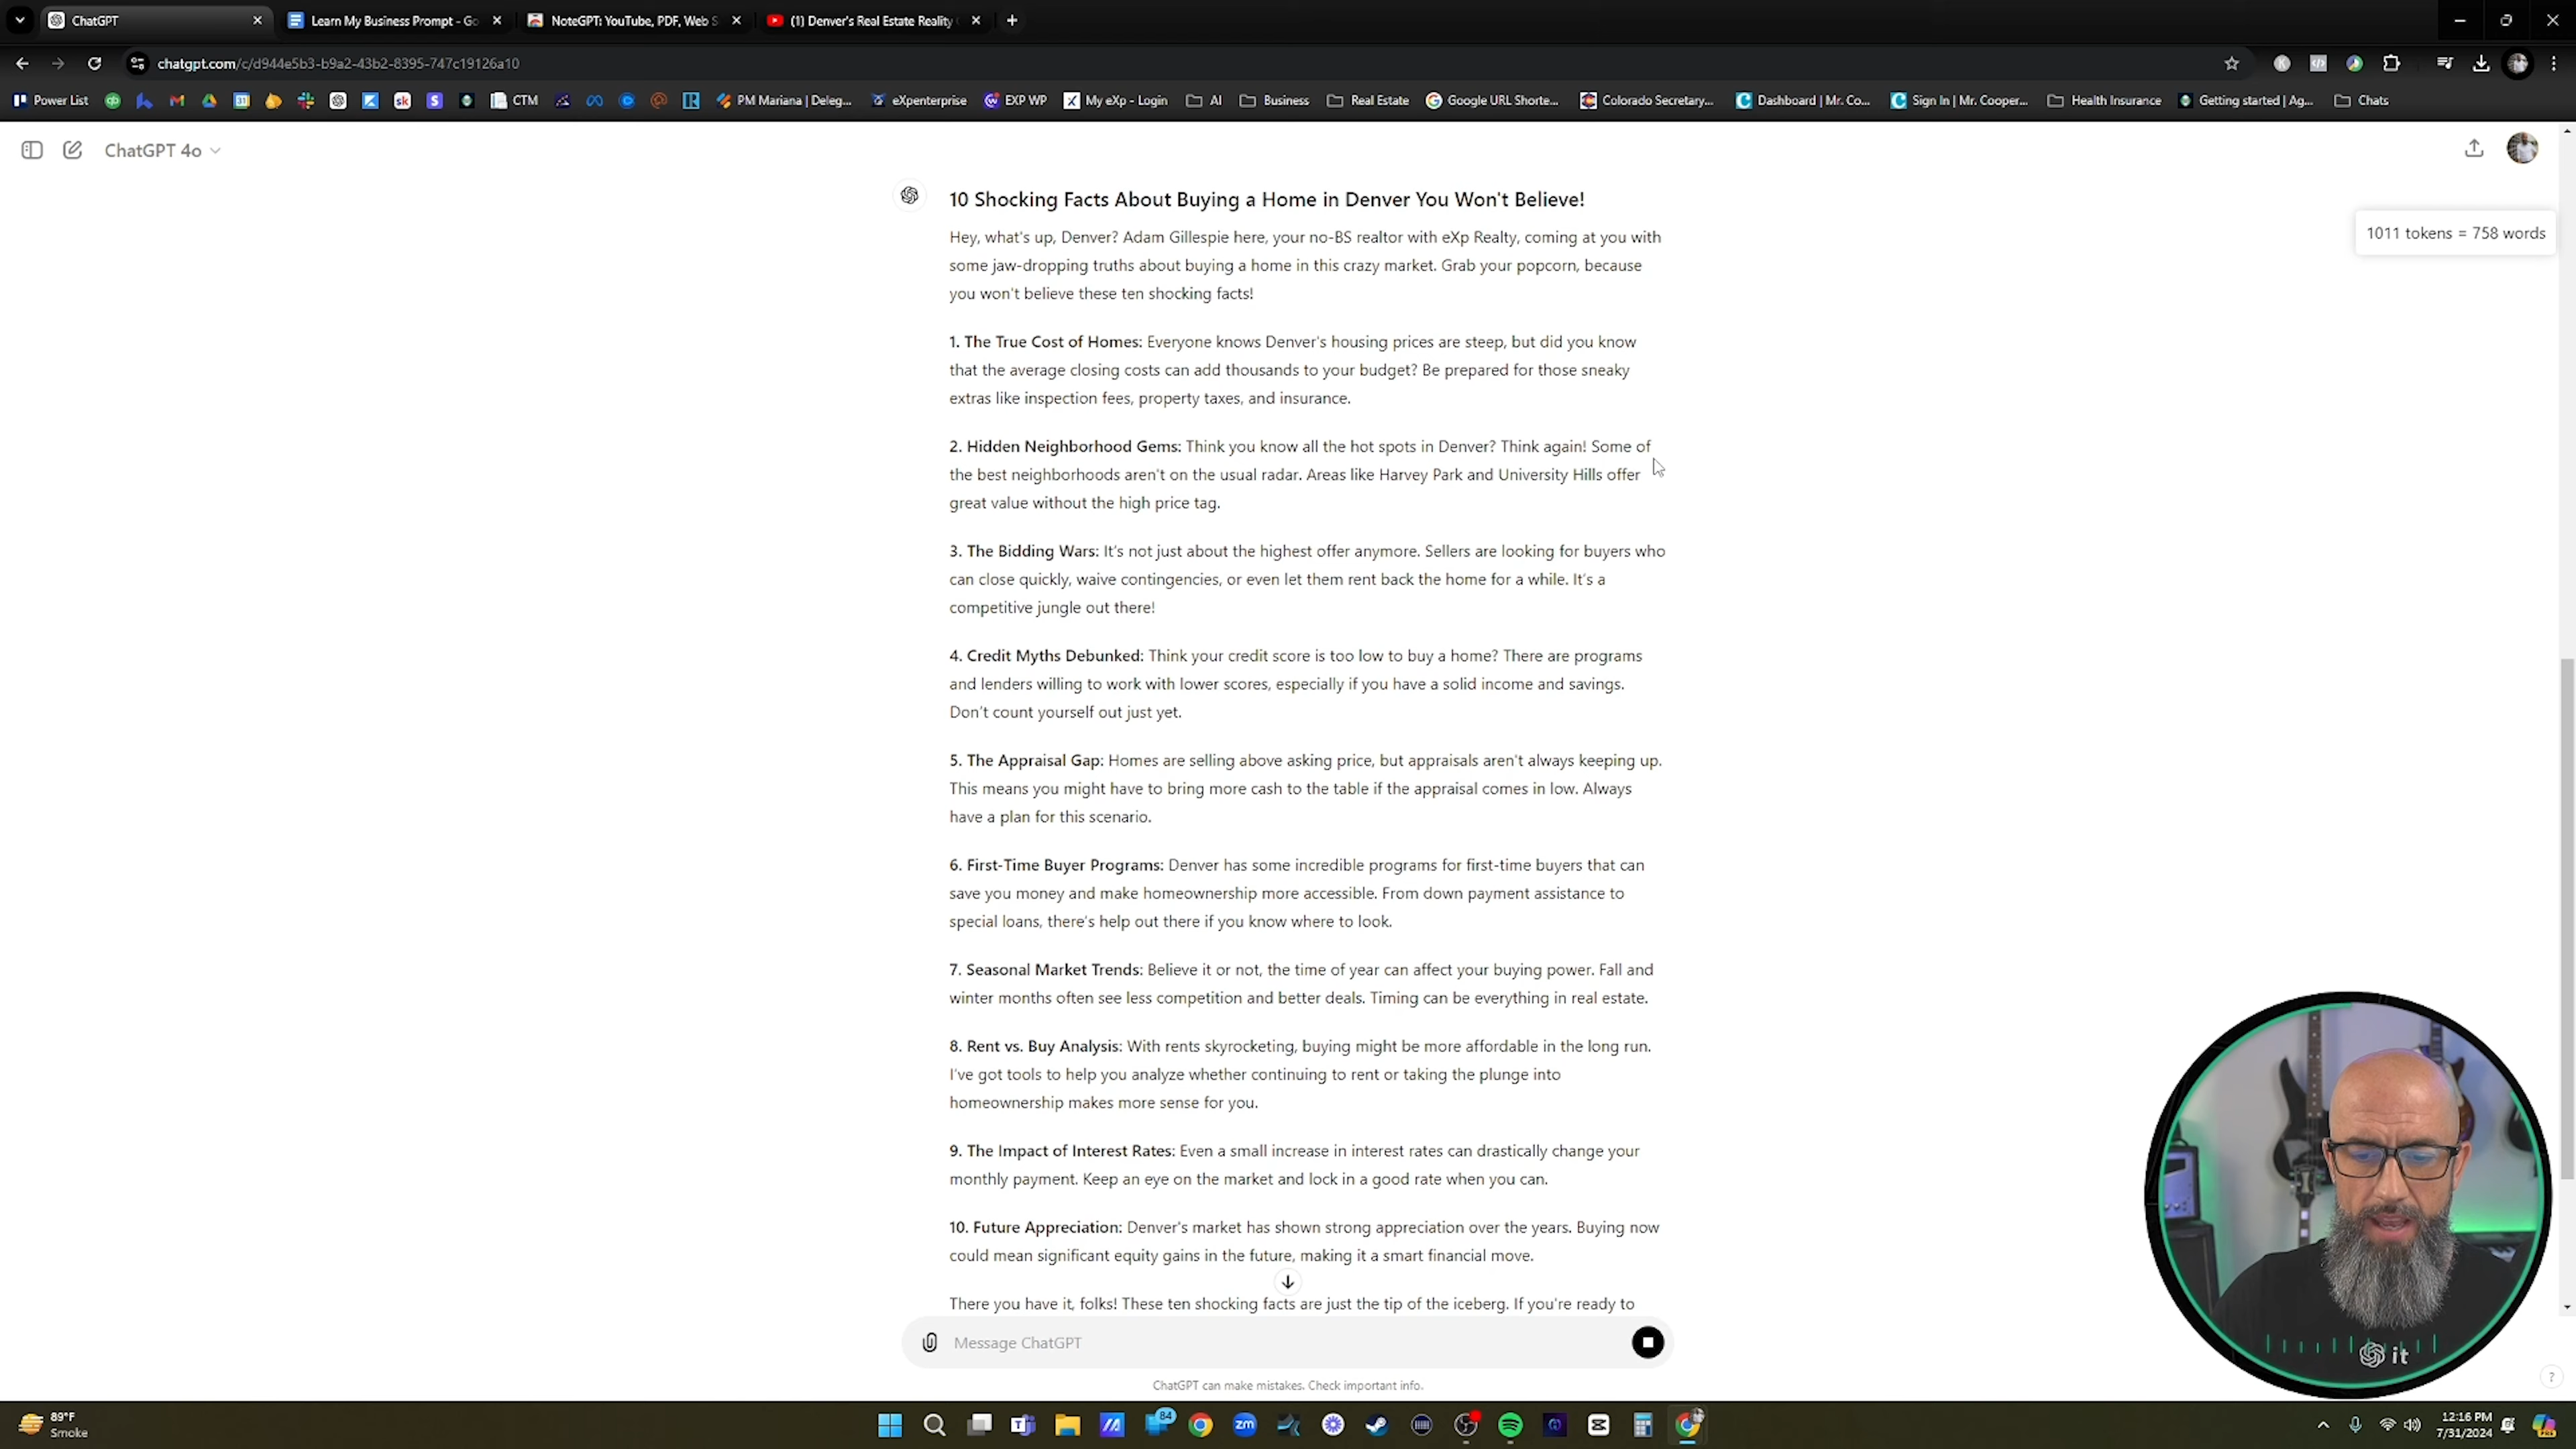 ChatGPT
Learn My Business Prompt - Go
NoteGPT: YouTube, PDF, Web S
(1) Denver's Real Estate Reality
chatgpt.com/c/d944e5b3-b9a2-43b2-8395-747c19126a10
Power List
CTM
PM Mariana | Deleg...
eXpenterprise
EXP WP
My eXp - Login
AI
Business
Real Estate
Google URL Shorte...
Colorado Secretary...
Dashboard | Mr. Co...
Sign In | Mr. Cooper...
Health Insurance
Getting started | Ag...
Chats
ChatGPT 4o
1011 tokens = 758 words
10 Shocking Facts About Buying a Home in Denver You Won't Believe!
Hey, what's up, Denver? Adam Gillespie here, your no-BS realtor with eXp Realty, coming at you with
some jaw-dropping truths about buying a home in this crazy market. Grab your popcorn, because
you won't believe these ten shocking facts!
1. The True Cost of Homes: Everyone knows Denver's housing prices are steep, but did you know
that the average closing costs can add thousands to your budget? Be prepared for those sneaky
extras like inspection fees, property taxes, and insurance.
2. Hidden Neighborhood Gems: Think you know all the hot spots in Denver? Think again! Some of
the best neighborhoods aren't on the usual radar. Areas like Harvey Park and University Hills offer
great value without the high price tag.
3. The Bidding Wars: It's not just about the highest offer anymore. Sellers are looking for buyers who
can close quickly, waive contingencies, or even let them rent back the home for a while. It's a
competitive jungle out there!
4. Credit Myths Debunked: Think your credit score is too low to buy a home? There are programs
and lenders willing to work with lower scores, especially if you have a solid income and savings.
Don't count yourself out just yet.
5. The Appraisal Gap: Homes are selling above asking price, but appraisals aren't always keeping up.
This means you might have to bring more cash to the table if the appraisal comes in low. Always
have a plan for this scenario.
6. First-Time Buyer Programs: Denver has some incredible programs for first-time buyers that can
save you money and make homeownership more accessible. From down payment assistance to
special loans, there's help out there if you know where to look.
7. Seasonal Market Trends: Believe it or not, the time of year can affect your buying power. Fall and
winter months often see less competition and better deals. Timing can be everything in real estate.
8. Rent vs. Buy Analysis: With rents skyrocketing, buying might be more affordable in the long run.
I've got tools to help you analyze whether continuing to rent or taking the plunge into
homeownership makes more sense for you.
9. The Impact of Interest Rates: Even a small increase in interest rates can drastically change your
monthly payment. Keep an eye on the market and lock in a good rate when you can.
10. Future Appreciation: Denver's market has shown strong appreciation over the years. Buying now
could mean significant equity gains in the future, making it a smart financial move.
There you have it, folks! These ten shocking facts are just the tip of the iceberg. If you're ready to
Message ChatGPT
ChatGPT can make mistakes. Check important info.
it
?
89°F
Smoke
84
zm
12:16 PM
7/31/2024